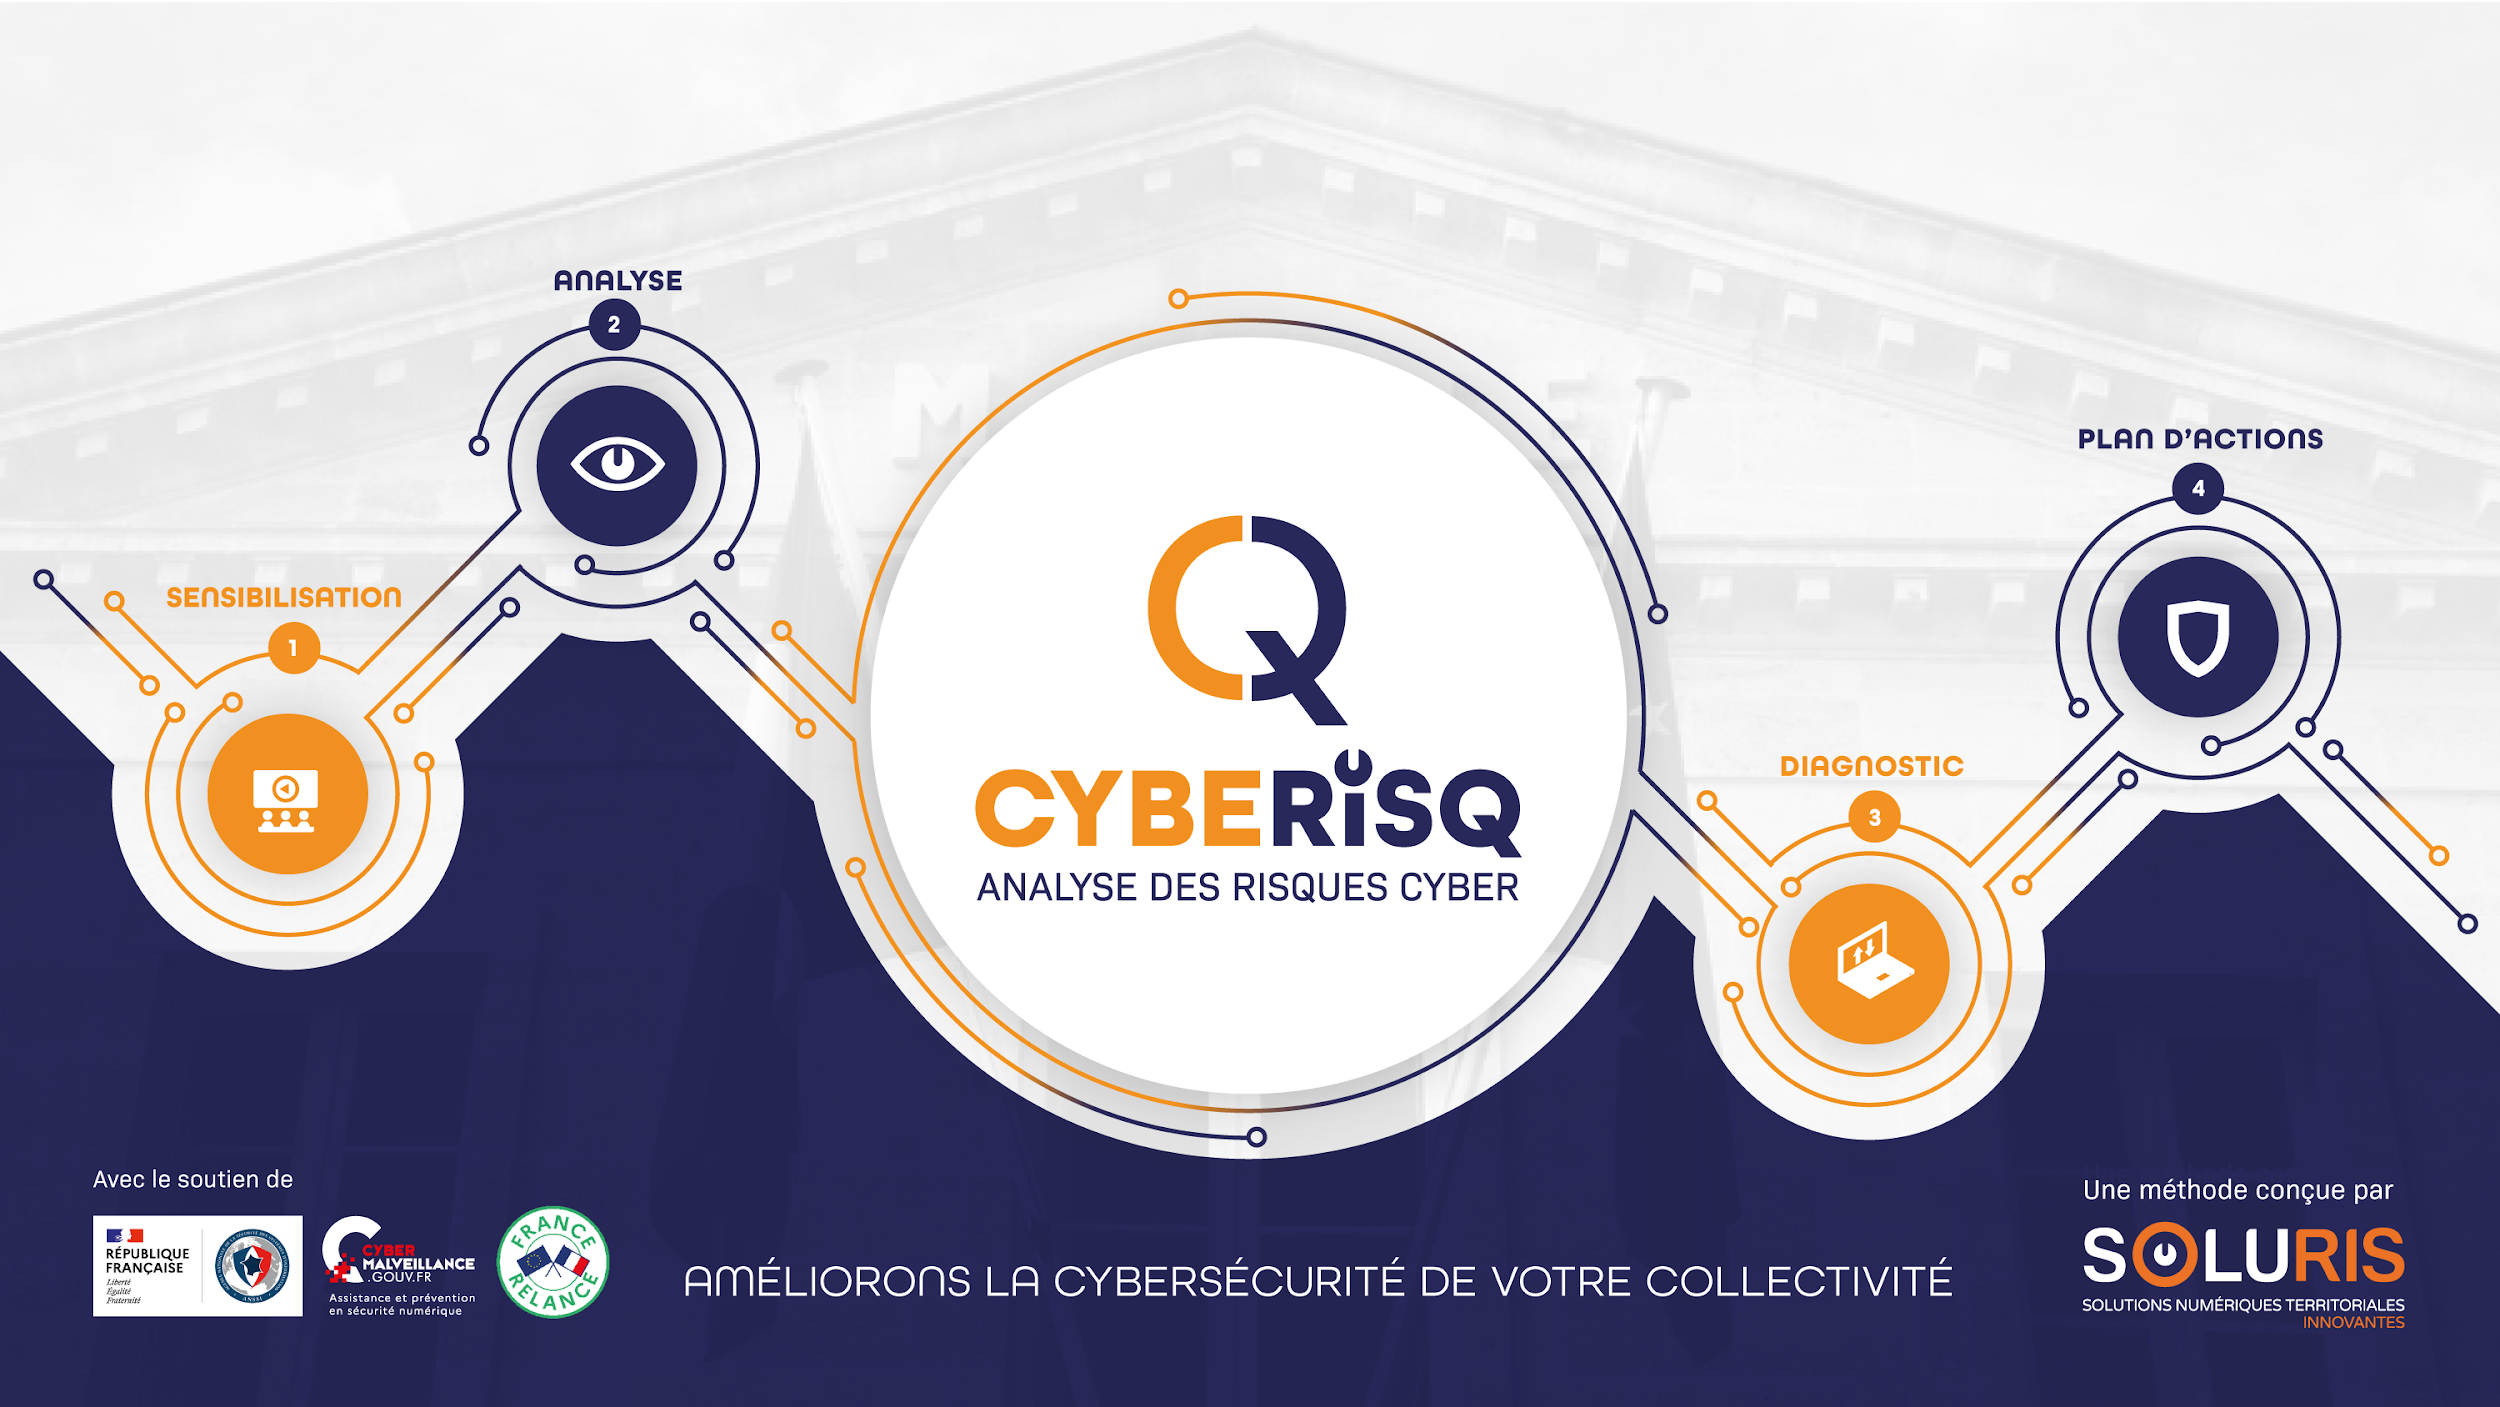 ANALYSE
2
PLAN D'ACTIONS
4
SENSIBILISATION
1
CYBERiSQ
ANALYSE DES RISQUES CYBER
DIAGNOSTIC
3
M
Avec le soutien de
RÉPUBLIQUE
FRANÇAISE
Liberté
Égalité
Fraternité
ANSSI
CYBER
MALVEILLANCE
.GOUV.FR
Assistance et prévention
en sécurité numérique
FRANCE
RELANCE
AMÉLIORONS LA CYBERSÉCURITÉ DE VOTRE COLLECTIVITÉ
Une méthode conçue par
SOLURIS
SOLUTIONS NUMÉRIQUES TERRITORIALES
INNOVANTES